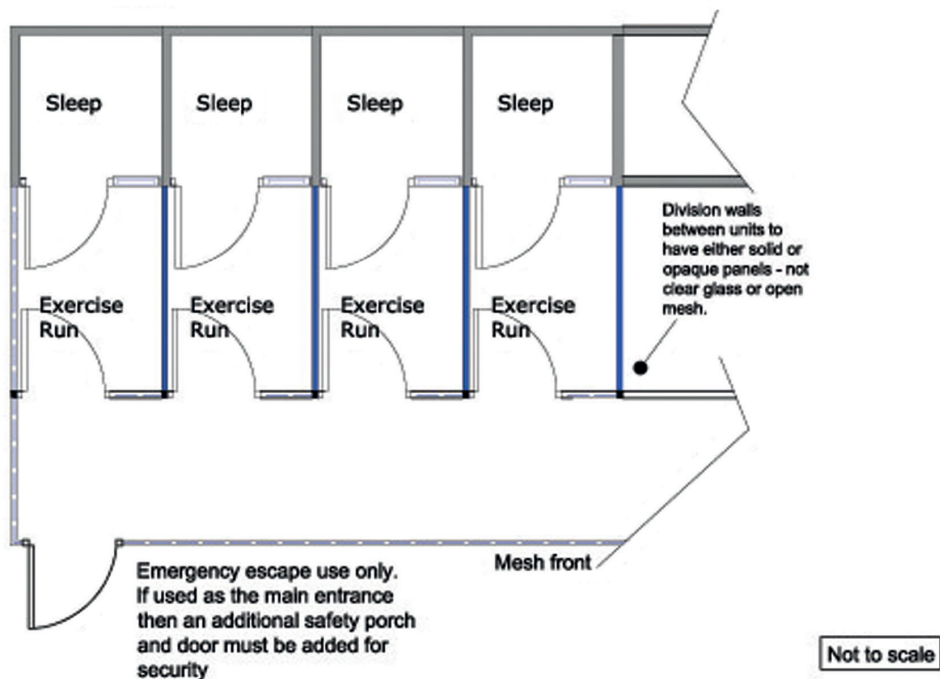 Sleep
Sleep
Sleep
Sleep
Division walls
between units to
have either solid or
opaque panels - not
clear glass or open
mesh.
Exercise
Run
Exercise
Run
Exercise
Run
Exercise
Run
Mesh front
Emergency escape use only.
If used as the main entrance
then an additional safety porch
and door must be added for
security
Not to scale